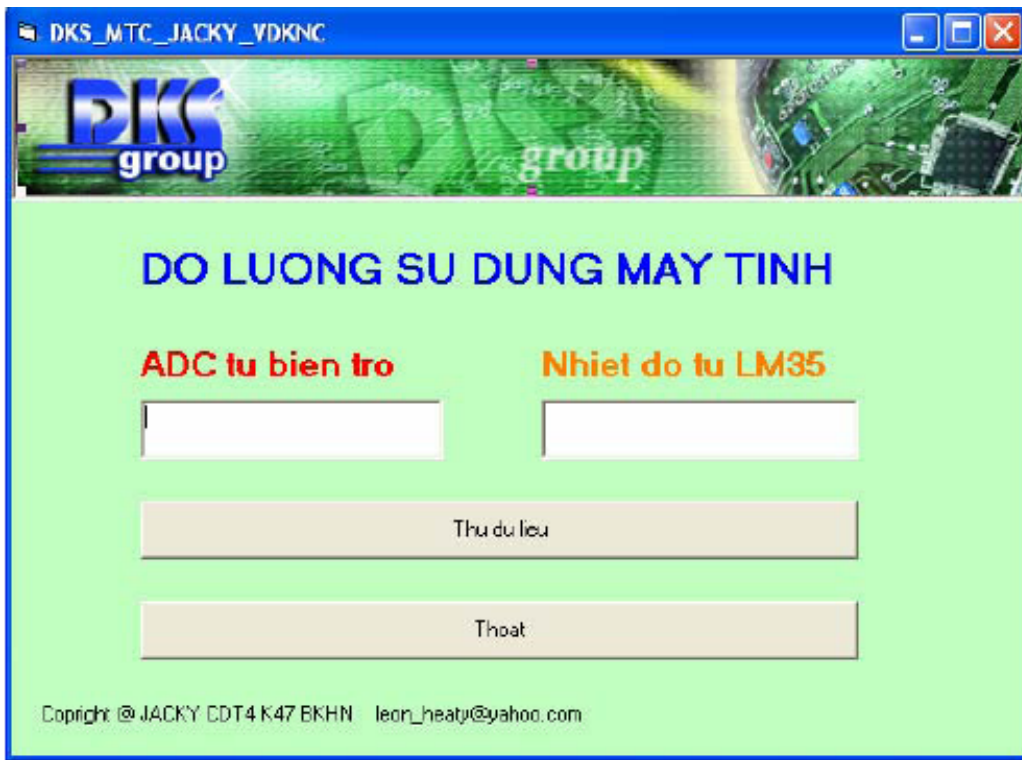 DKS_MTC_JACKY_VDKNC
DKS
group
DKS
group
DO LUONG SU DUNG MAY TINH
ADC tu bien tro
Nhiet do tu LM35
Thu du lieu
Thoat
Copright @ JACKY CDT4 K47 BKHN leon_heaty@yahoo.com